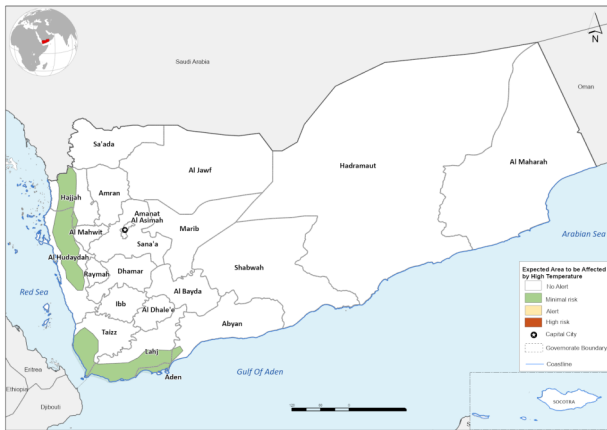 N
Saudi Arabia
Oman
Sa'ada
Al Jawf
Hadramaut
Al Maharah
Hajjah
Amran
Amanat
Al Asimah
Marib
Al Mahwit
Sana'a
Arabian Sea
Al Hudaydah
Raymah
Dhamar
Shabwah
Red Sea
Ibb
Al Bayda
Al Dhale'e
Taizz
Abyan
Lahj
Aden
Gulf Of Aden
Eritrea
Ethiopia
Djibouti
Expected Area to be Affected
by High Temperature
No Alert
Minimal risk
Alert
High risk
Capital City
Governorate Boundary
Coastline
SOCOTRA